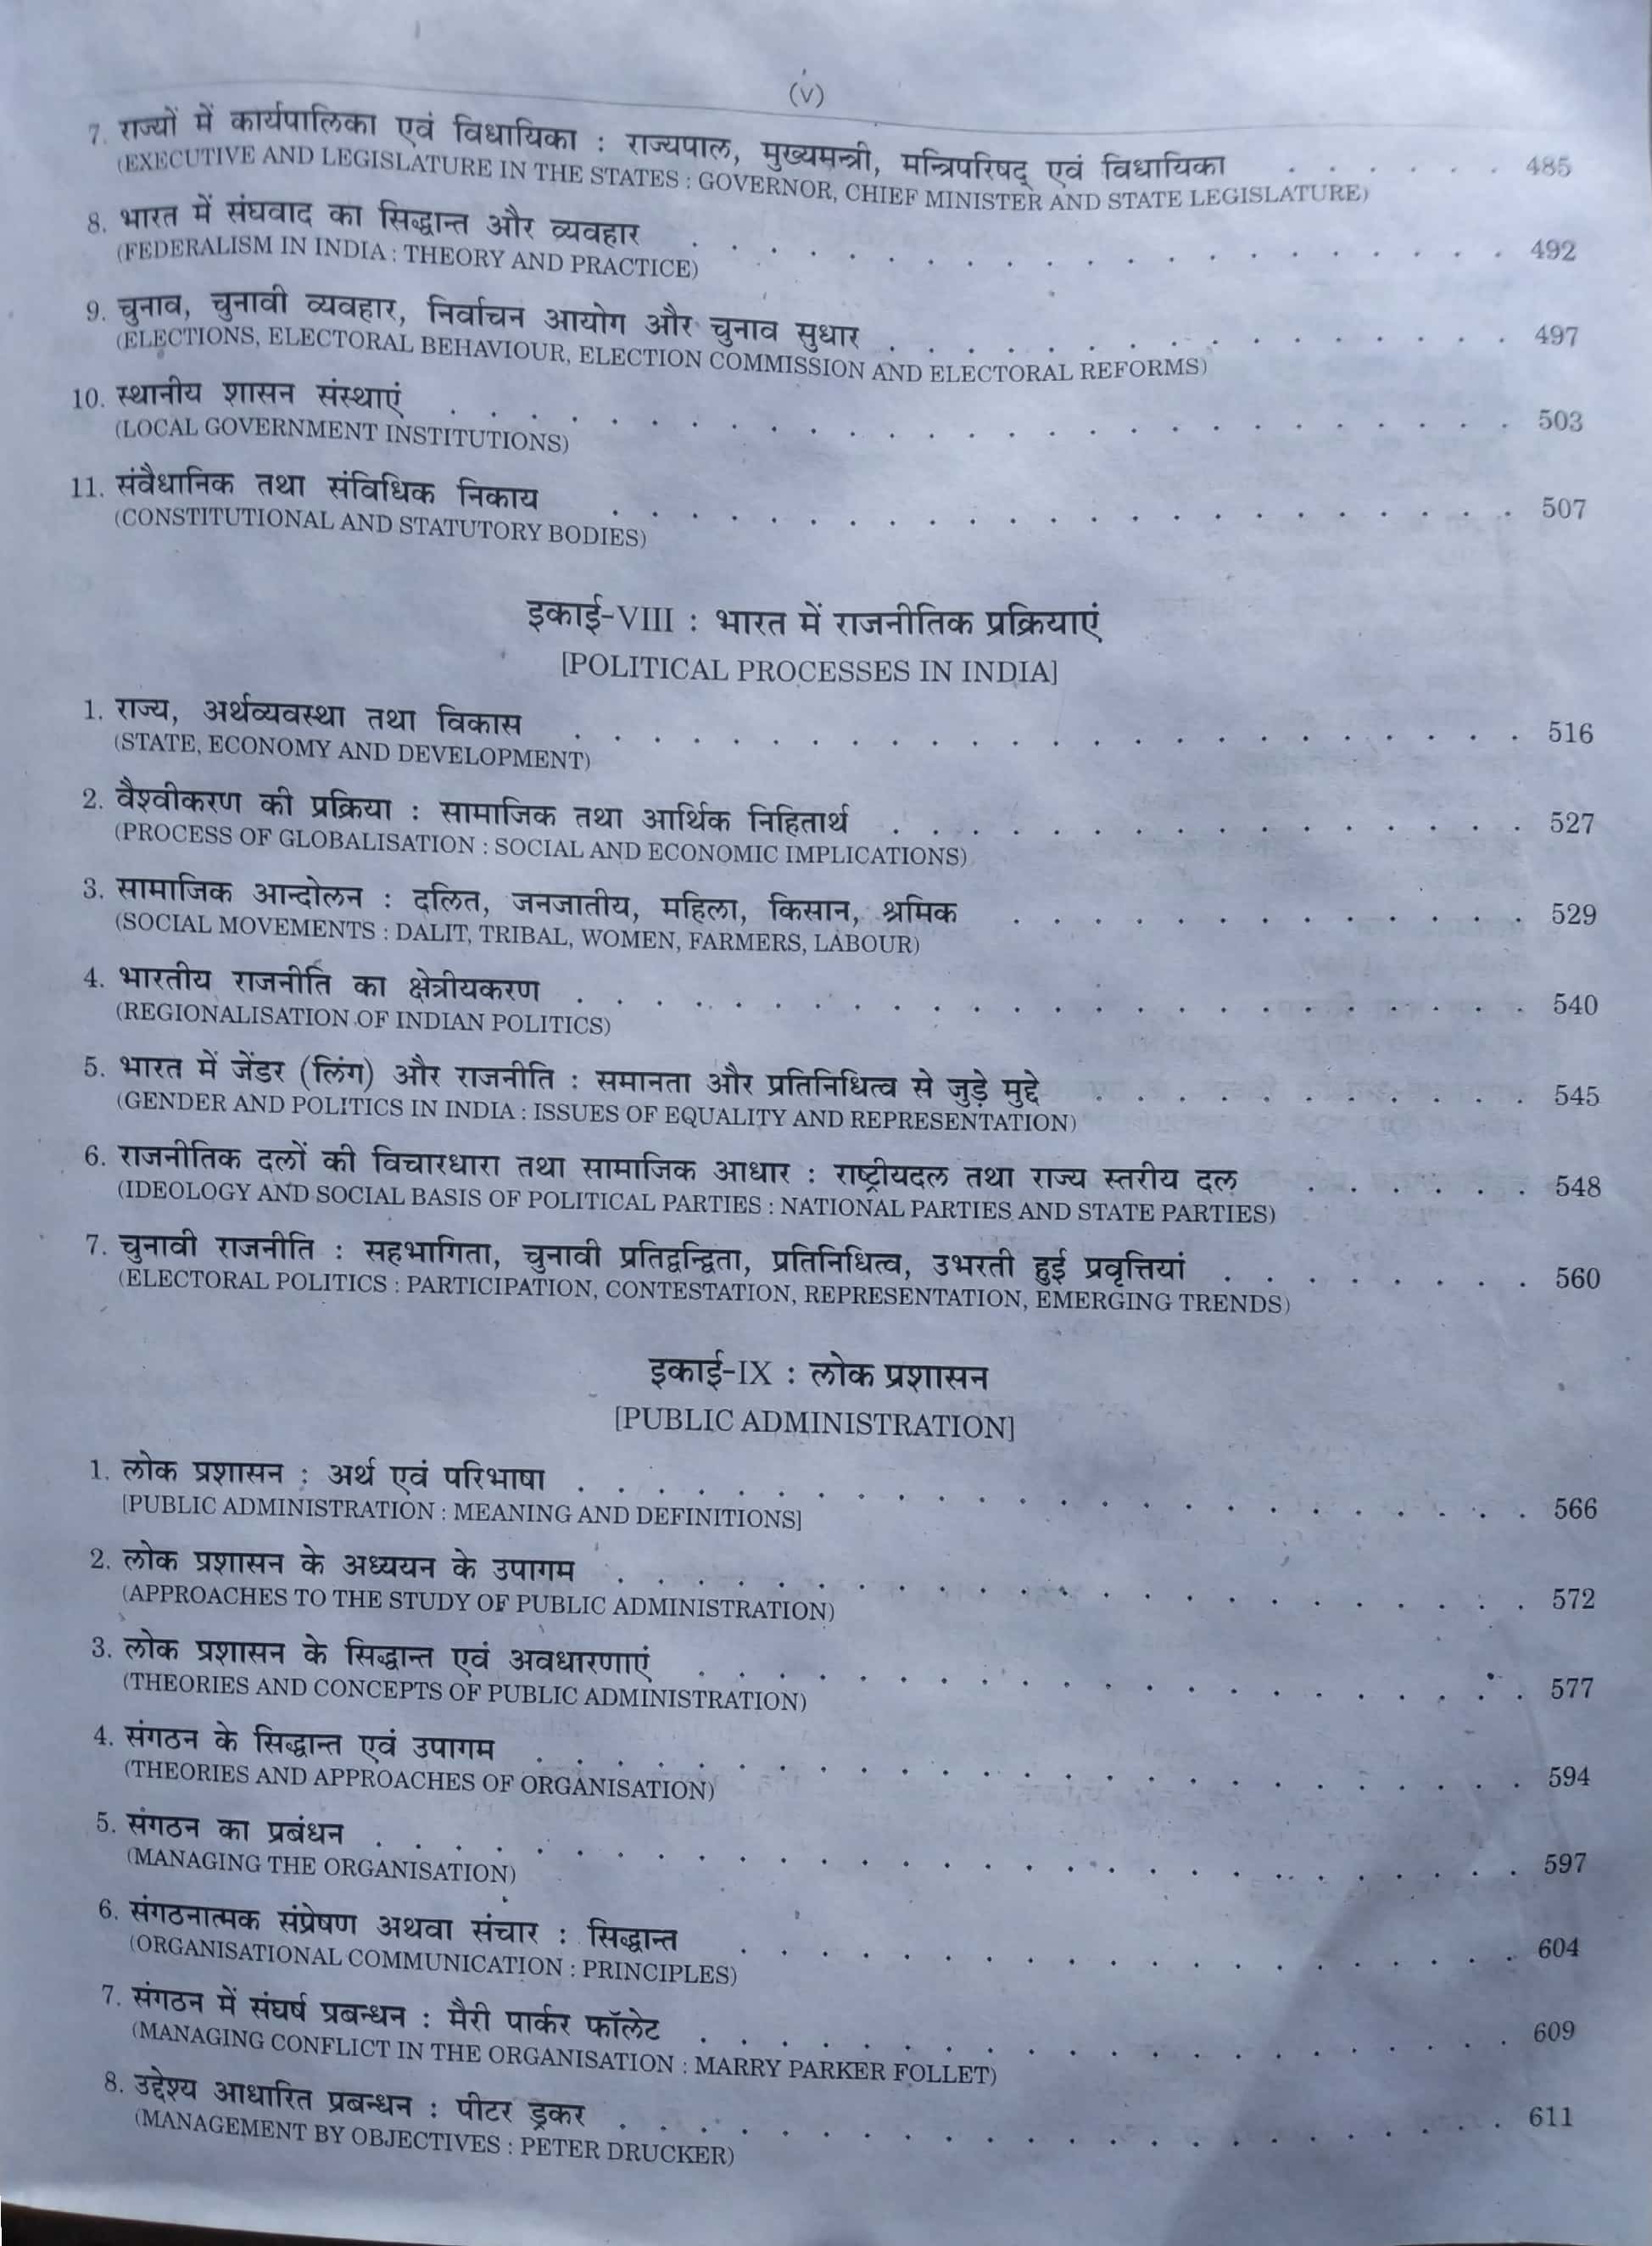 (v)
7. राज्यों में कार्यपालिका एवं विधायिका : राज्यपाल, मुख्यमन्त्री, मन्त्रिपरिषद् एवं विधायिका . . . . . . 485
(EXECUTIVE AND LEGISLATURE IN THE STATES : GOVERNOR, CHIEF MINISTER AND STATE LEGISLATURE)
8. भारत में संघवाद का सिद्धान्त और व्यवहार . . . . . . 492
(FEDERALISM IN INDIA : THEORY AND PRACTICE)
9. चुनाव, चुनावी व्यवहार, निर्वाचन आयोग और चुनाव सुधार . . . . . . 497
(ELECTIONS, ELECTORAL BEHAVIOUR, ELECTION COMMISSION AND ELECTORAL REFORMS)
10. स्थानीय शासन संस्थाएं . . . . . . 503
(LOCAL GOVERNMENT INSTITUTIONS)
11. संवैधानिक तथा संविधिक निकाय . . . . . . 507
(CONSTITUTIONAL AND STATUTORY BODIES)
इकाई-VIII : भारत में राजनीतिक प्रक्रियाएं
[POLITICAL PROCESSES IN INDIA]
1. राज्य, अर्थव्यवस्था तथा विकास . . . . . . 516
(STATE, ECONOMY AND DEVELOPMENT)
2. वैश्वीकरण की प्रक्रिया : सामाजिक तथा आर्थिक निहितार्थ . . . . . . 527
(PROCESS OF GLOBALISATION : SOCIAL AND ECONOMIC IMPLICATIONS)
3. सामाजिक आन्दोलन : दलित, जनजातीय, महिला, किसान, श्रमिक . . . . . . 529
(SOCIAL MOVEMENTS : DALIT, TRIBAL, WOMEN, FARMERS, LABOUR)
4. भारतीय राजनीति का क्षेत्रीयकरण . . . . . . 540
(REGIONALISATION OF INDIAN POLITICS)
5. भारत में जेंडर (लिंग) और राजनीति : समानता और प्रतिनिधित्व से जुड़े मुद्दे . . . . . . 545
(GENDER AND POLITICS IN INDIA : ISSUES OF EQUALITY AND REPRESENTATION)
6. राजनीतिक दलों की विचारधारा तथा सामाजिक आधार : राष्ट्रीयदल तथा राज्य स्तरीय दल . . . . . . 548
(IDEOLOGY AND SOCIAL BASIS OF POLITICAL PARTIES : NATIONAL PARTIES AND STATE PARTIES)
7. चुनावी राजनीति : सहभागिता, चुनावी प्रतिद्वन्द्विता, प्रतिनिधित्व, उभरती हुई प्रवृत्तियां . . . . . . 560
(ELECTORAL POLITICS : PARTICIPATION, CONTESTATION, REPRESENTATION, EMERGING TRENDS)
इकाई-IX : लोक प्रशासन
[PUBLIC ADMINISTRATION]
1. लोक प्रशासन : अर्थ एवं परिभाषा . . . . . . 566
[PUBLIC ADMINISTRATION : MEANING AND DEFINITIONS]
2. लोक प्रशासन के अध्ययन के उपागम . . . . . . 572
(APPROACHES TO THE STUDY OF PUBLIC ADMINISTRATION)
3. लोक प्रशासन के सिद्धान्त एवं अवधारणाएं . . . . . . 577
(THEORIES AND CONCEPTS OF PUBLIC ADMINISTRATION)
4. संगठन के सिद्धान्त एवं उपागम . . . . . . 594
(THEORIES AND APPROACHES OF ORGANISATION)
5. संगठन का प्रबंधन . . . . . . 597
(MANAGING THE ORGANISATION)
6. संगठनात्मक संप्रेषण अथवा संचार : सिद्धान्त . . . . . . 604
(ORGANISATIONAL COMMUNICATION : PRINCIPLES)
7. संगठन में संघर्ष प्रबन्धन : मैरी पार्कर फॉलेट . . . . . . 609
(MANAGING CONFLICT IN THE ORGANISATION : MARRY PARKER FOLLET)
8. उद्देश्य आधारित प्रबन्धन : पीटर ड्रकर . . . . . . 611
(MANAGEMENT BY OBJECTIVES : PETER DRUCKER)